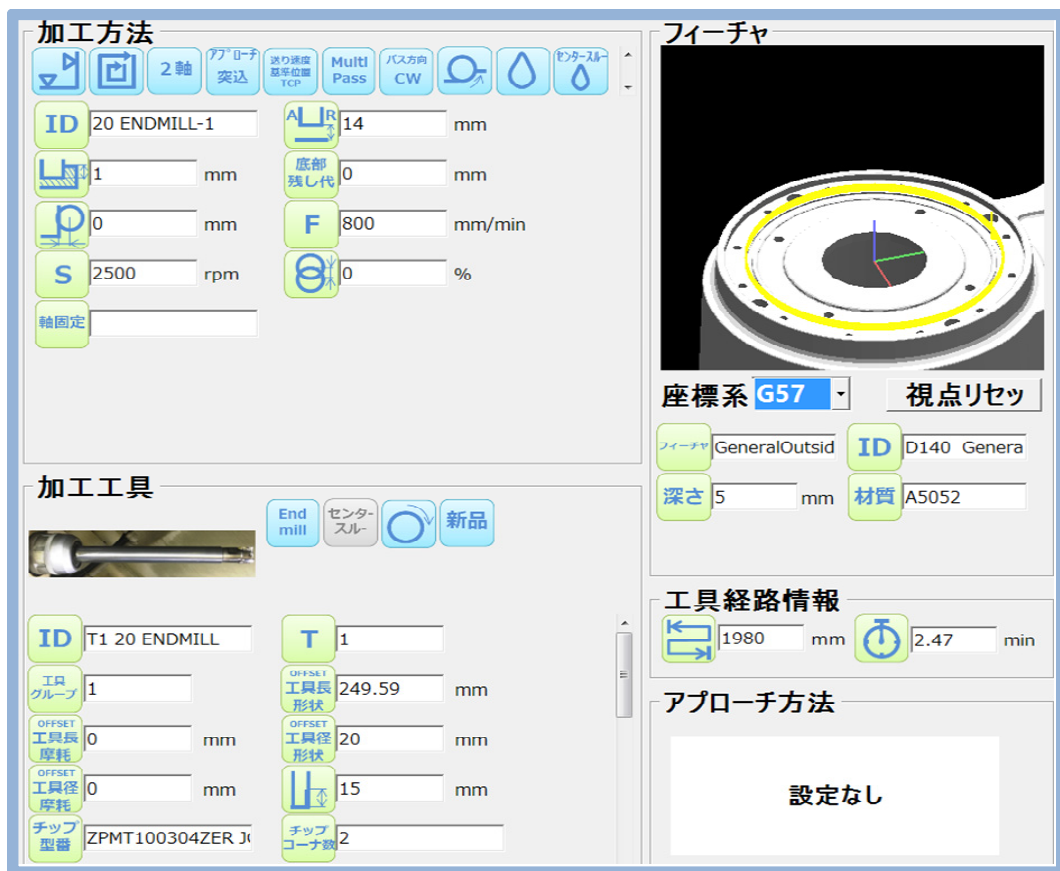 加工方法
2軸
アプローチ
突込
送り速度
基準位置
TCP
Multi
Pass
パス方向
CW
センタースルー
ID 20 ENDMILL-1
A R 14 mm
1 mm
底部
残し代 0 mm
0 mm
F 800 mm/min
S 2500 rpm
0 %
軸固定
加工工具
End
mill
センター
スルー
新品
ID T1 20 ENDMILL
T 1
工具
グループ 1
OFFSET
工具長
形状 249.59 mm
OFFSET
工具長
摩耗 0 mm
OFFSET
工具径
形状 20 mm
OFFSET
工具径
摩耗 0 mm
15 mm
チップ
型番 ZPMT100304ZER
チップ
コーナ数 2
フィーチャ
座標系 G57
視点リセッ
フィーチャ GeneralOutsid
ID D140 Genera
深さ 5 mm
材質 A5052
工具経路情報
1980 mm
2.47 min
アプローチ方法
設定なし